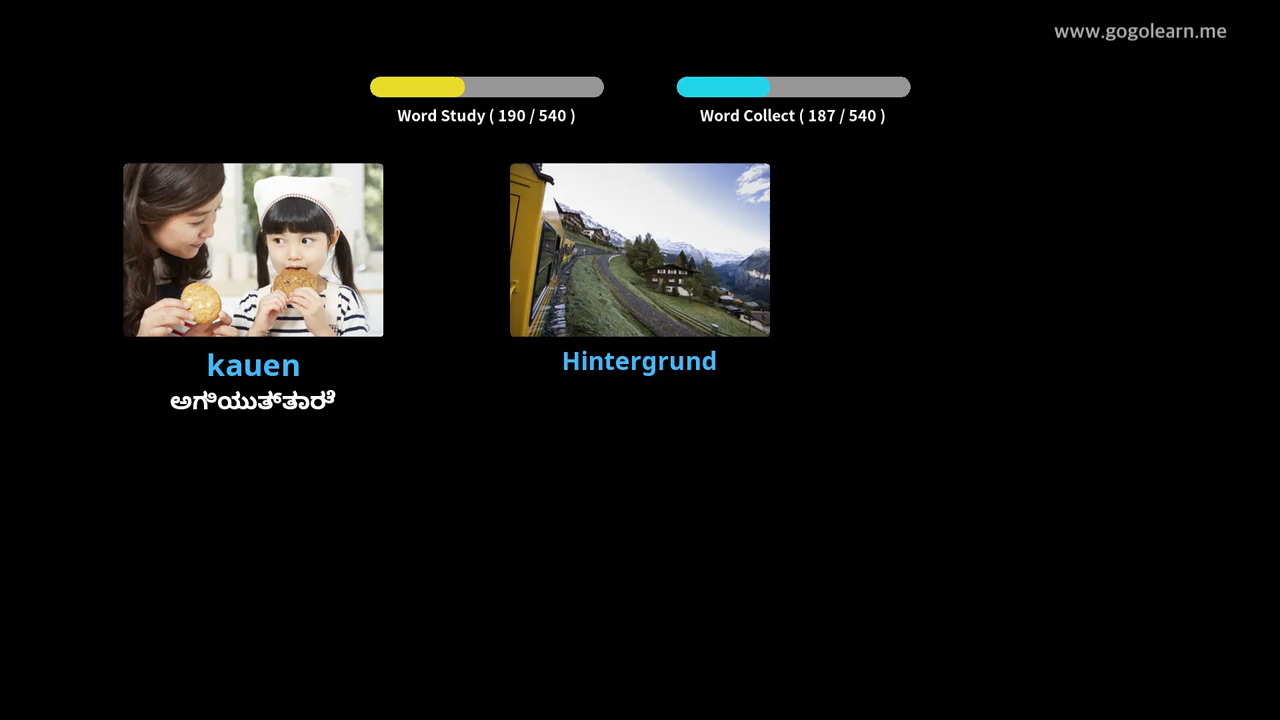 www.gogolearn.me
Word Study ( 190 / 540 )
Word Collect ( 187 / 540 )
kauen
ಅಗಿಯುತ್ತಾರೆ
Hintergrund